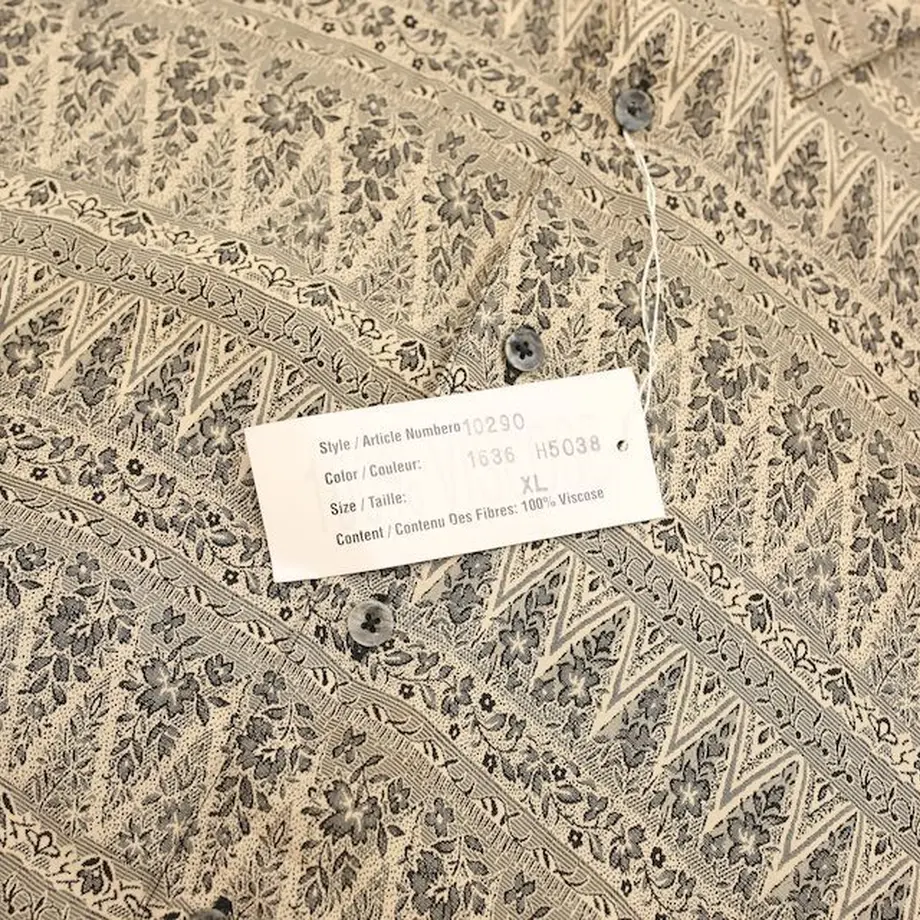 Style / Article Numbero 10290
Color / Couleur: 1636 H5038
Size / Taille: XL
Content / Contenu Des Fibres: 100% Viscose